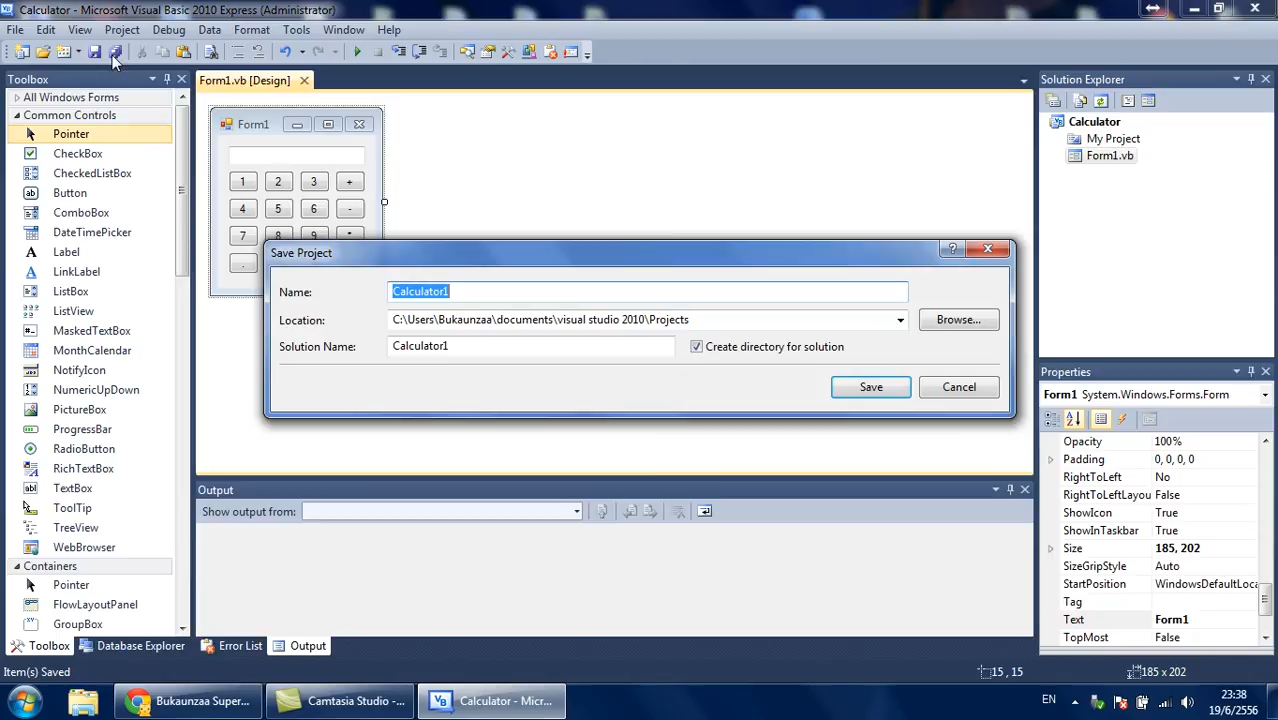 Calculator - Microsoft Visual Basic 2010 Express (Administrator)
File Edit View Project Debug Data Format Tools Window Help
Toolbox
All Windows Forms
Common Controls
Pointer
CheckBox
CheckedListBox
Button
ComboBox
DateTimePicker
Label
LinkLabel
ListBox
ListView
MaskedTextBox
MonthCalendar
NotifyIcon
NumericUpDown
PictureBox
ProgressBar
RadioButton
RichTextBox
TextBox
ToolTip
TreeView
WebBrowser
Containers
Pointer
FlowLayoutPanel
GroupBox
Toolbox Database Explorer
Form1.vb [Design]
Form1
1 2 3 +
4 5 6 -
7 8 9 *
.
Save Project
Name: Calculator1
Location: C:\Users\Bukaunzaa\documents\visual studio 2010\Projects Browse...
Solution Name: Calculator1 Create directory for solution
Save Cancel
Output
Show output from:
Error List Output
Solution Explorer
Calculator
My Project
Form1.vb
Properties
Form1 System.Windows.Forms.Form
Opacity 100%
Padding 0, 0, 0, 0
RightToLeft No
RightToLeftLayou False
ShowIcon True
ShowInTaskbar True
Size 185, 202
SizeGripStyle Auto
StartPosition WindowsDefaultLoca
Tag
Text Form1
TopMost False
Item(s) Saved 15, 15 185 x 202
Bukaunzaa Super... Camtasia Studio -... Calculator - Micr... EN 23:38
19/6/2556